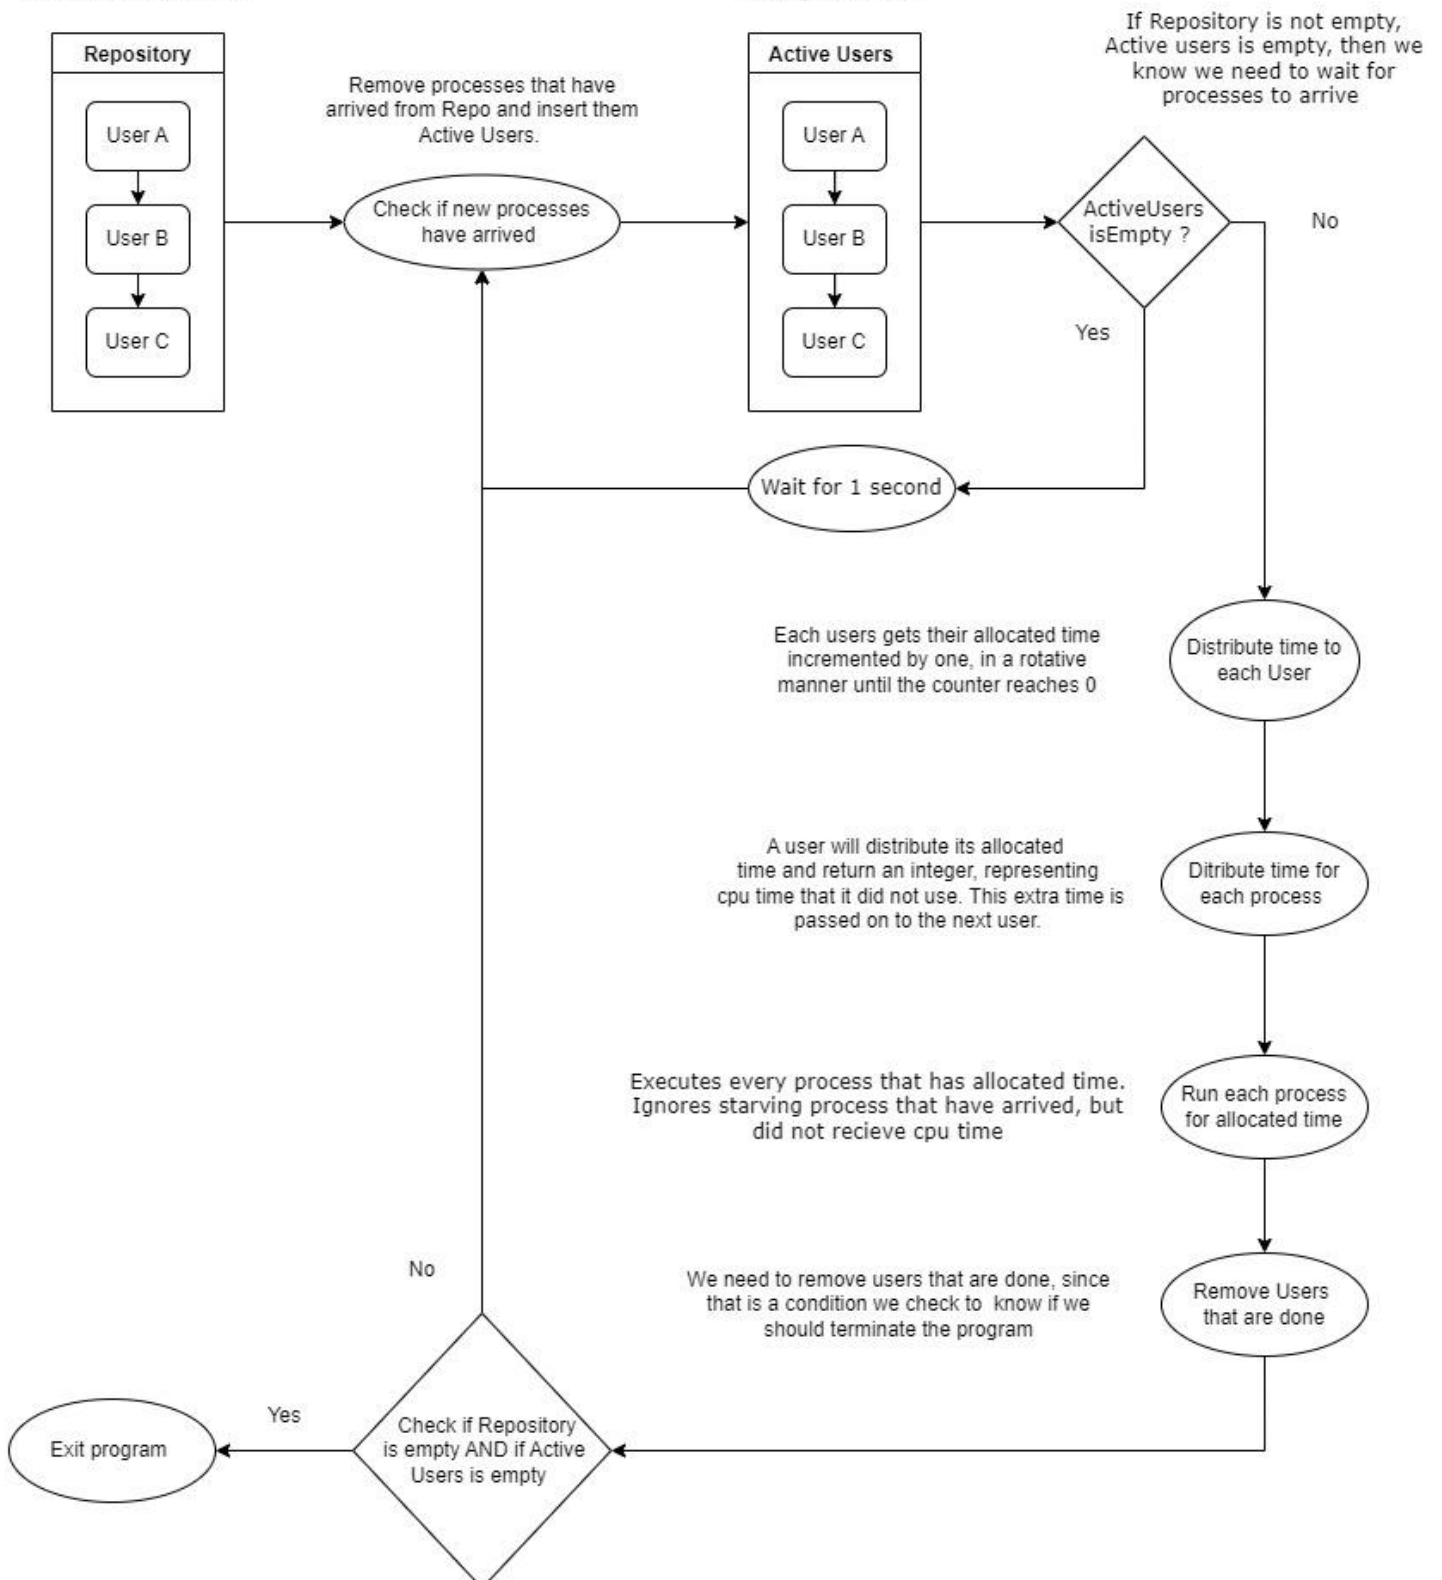 Repository
User A
User B
User C
Remove processes that have
arrived from Repo and insert them
Active Users.
Check if new processes
have arrived
Active Users
User A
User B
User C
If Repository is not empty,
Active users is empty, then we
know we need to wait for
processes to arrive
ActiveUsers
isEmpty ?
No
Yes
Wait for 1 second
Each users gets their allocated time
incremented by one, in a rotative
manner until the counter reaches 0
Distribute time to
each User
A user will distribute its allocated
time and return an integer, representing
cpu time that it did not use. This extra time is
passed on to the next user.
Ditribute time for
each process
Executes every process that has allocated time.
Ignores starving process that have arrived, but
did not recieve cpu time
Run each process
for allocated time
No
We need to remove users that are done, since
that is a condition we check to know if we
should terminate the program
Remove Users
that are done
Yes
Exit program
Check if Repository
is empty AND if Active
Users is empty